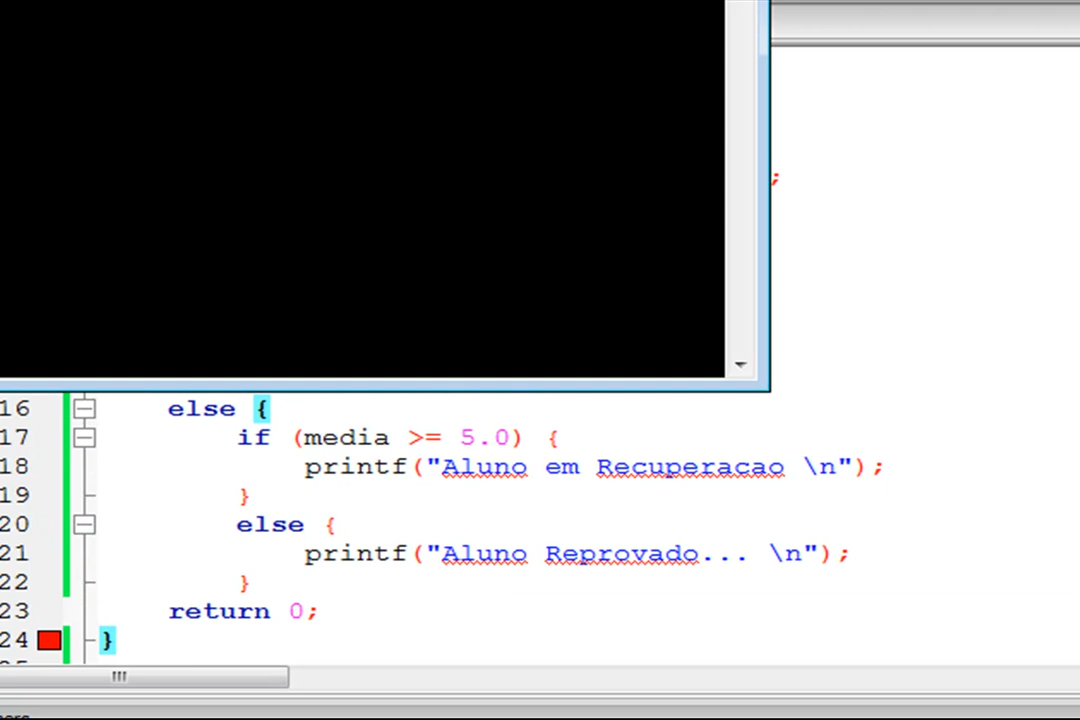 ;
16 else {
17 if (media >= 5.0) {
18 printf("Aluno em Recuperacao \n");
19 }
20 else {
21 printf("Aluno Reprovado... \n");
22 }
23 return 0;
24 }